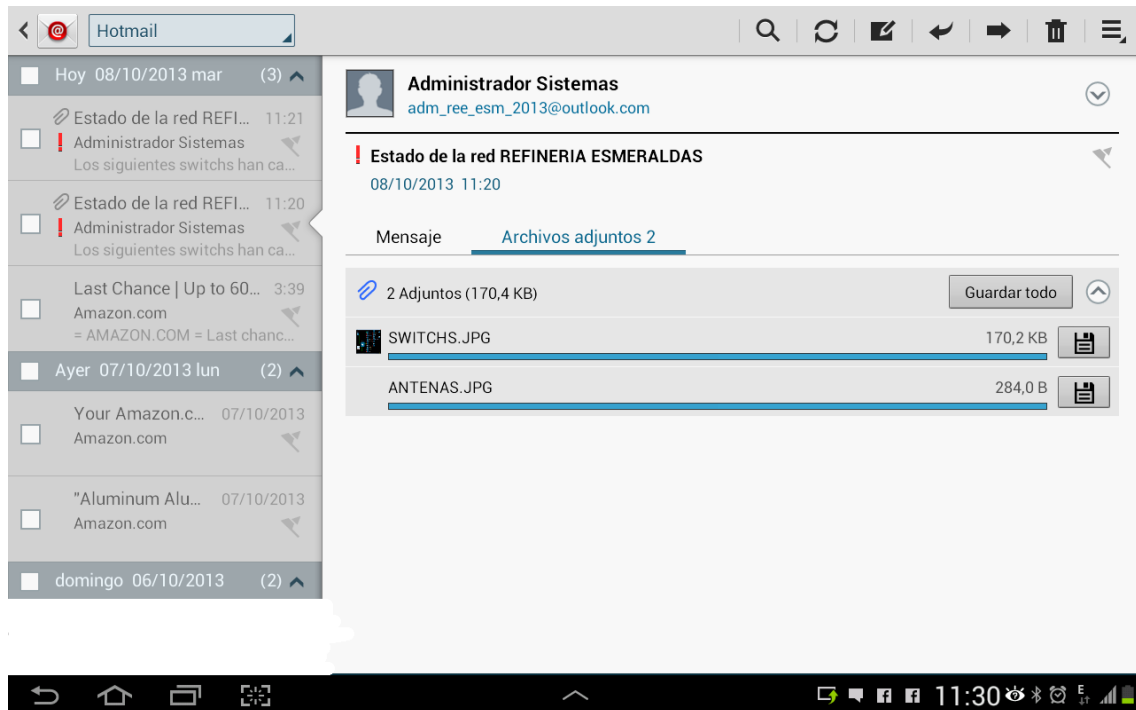 Hotmail
Hoy 08/10/2013 mar (3)
Estado de la red REFI... 11:21
Administrador Sistemas
Los siguientes switchs han ca...
Estado de la red REFI... 11:20
Administrador Sistemas
Los siguientes switchs han ca...
Last Chance | Up to 60... 3:39
Amazon.com
= AMAZON.COM = Last chanc...
Ayer 07/10/2013 lun (2)
Your Amazon.c... 07/10/2013
Amazon.com
"Aluminum Alu... 07/10/2013
Amazon.com
domingo 06/10/2013 (2)
Administrador Sistemas
adm_ree_esm_2013@outlook.com
Estado de la red REFINERIA ESMERALDAS
08/10/2013 11:20
Mensaje Archivos adjuntos 2
2 Adjuntos (170,4 KB) Guardar todo
SWITCHS.JPG 170,2 KB
ANTENAS.JPG 284,0 B
11:30 E